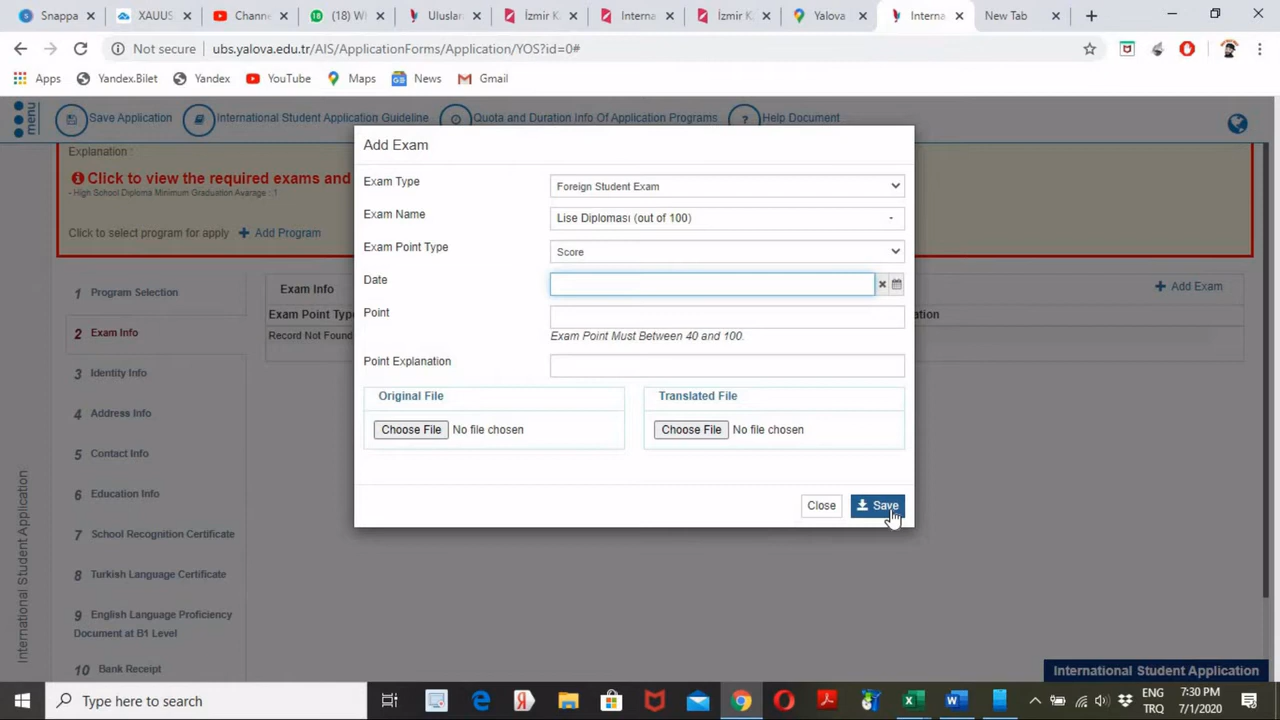 Snappa
XAUUS
Channe
(18) W
Uluslar
İzmir K
Interna
İzmir K
Yalova
Interna
New Tab
Not secure
ubs.yalova.edu.tr/AIS/ApplicationForms/Application/YOS?id=0#
Apps
Yandex.Bilet
Yandex
YouTube
Maps
News
Gmail
menu
Save Application
International Student Application Guideline
Quota and Duration Info Of Application Programs
Help Document
Explanation :
Click to view the required exams and
- High School Diploma Minimum Graduation Avarage : 1
Click to select program for apply
Add Program
1 Program Selection
2 Exam Info
3 Identity Info
4 Address Info
5 Contact Info
6 Education Info
7 School Recognition Certificate
8 Turkish Language Certificate
9 English Language Proficiency
Document at B1 Level
10 Bank Receipt
International Student Application
Exam Info
Add Exam
Exam Point Type
Record Not Found
Add Exam
Exam Type
Foreign Student Exam
Exam Name
Lise Diploması (out of 100)
Exam Point Type
Score
Date
Point
Exam Point Must Between 40 and 100.
Point Explanation
Original File
Translated File
Choose File No file chosen
Choose File No file chosen
Close
Save
International Student Application
Type here to search
ENG
TRQ
7:30 PM
7/1/2020